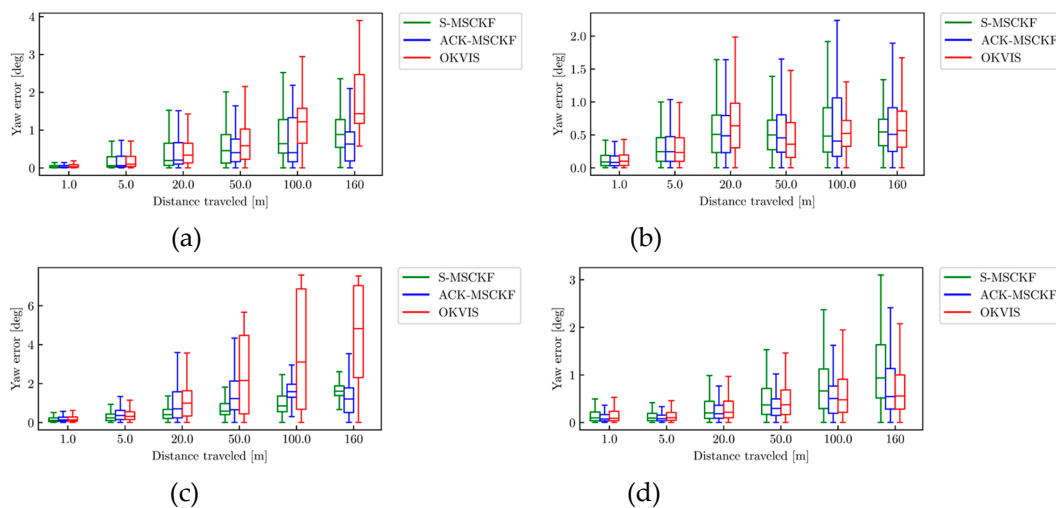 4
3
2
1
0
Yaw error [deg]
1.0 5.0 20.0 50.0 100.0 160
Distance traveled [m]
S-MSCKF
ACK-MSCKF
OKVIS
(a)
2.0
1.5
1.0
0.5
0.0
Yaw error [deg]
1.0 5.0 20.0 50.0 100.0 160
Distance traveled [m]
S-MSCKF
ACK-MSCKF
OKVIS
(b)
6
4
2
0
Yaw error [deg]
1.0 5.0 20.0 50.0 100.0 160
Distance traveled [m]
S-MSCKF
ACK-MSCKF
OKVIS
(c)
3
2
1
0
Yaw error [deg]
1.0 5.0 20.0 50.0 100.0 160
Distance traveled [m]
S-MSCKF
ACK-MSCKF
OKVIS
(d)